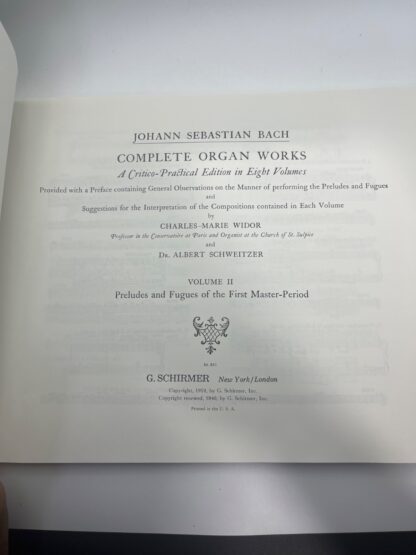 JOHANN SEBASTIAN BACH
COMPLETE ORGAN WORKS
A Critico-Practical Edition in Eight Volumes
Provided with a Preface containing General Observations on the Manner of performing the Preludes and Fugues
and
Suggestions for the Interpretation of the Compositions contained in Each Volume
by
CHARLES-MARIE WIDOR
Professor in the Conservatoire at Paris and Organist at the Church of St. Sulpice
and
DR. ALBERT SCHWEITZER
VOLUME II
Preludes and Fugues of the First Master-Period
G. SCHIRMER New York/London
Copyright, 1912, by G. Schirmer, Inc.
Copyright renewed, 1940, by G. Schirmer, Inc.
Printed in the U. S. A.